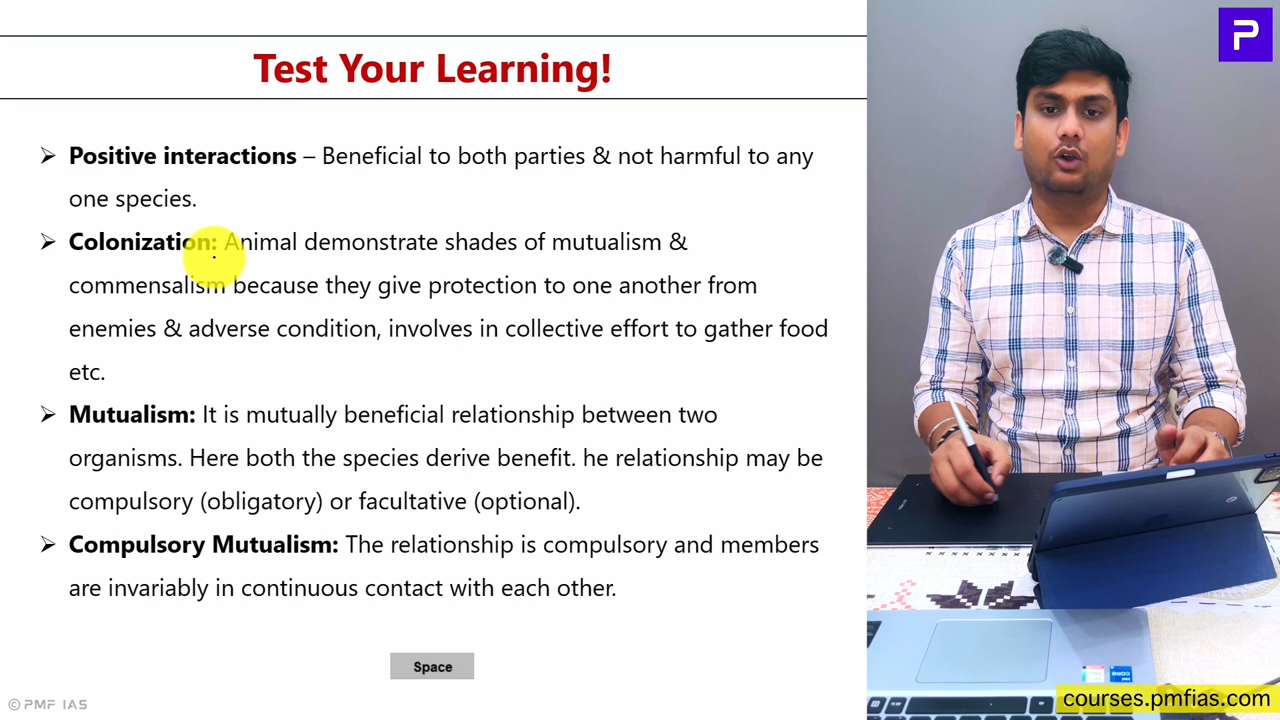 Test Your Learning!
➢ Positive interactions – Beneficial to both parties & not harmful to any
one species.
➢ Colonization: Animal demonstrate shades of mutualism &
commensalism because they give protection to one another from
enemies & adverse condition, involves in collective effort to gather food
etc.
➢ Mutualism: It is mutually beneficial relationship between two
organisms. Here both the species derive benefit. he relationship may be
compulsory (obligatory) or facultative (optional).
➢ Compulsory Mutualism: The relationship is compulsory and members
are invariably in continuous contact with each other.
Space
© PMF IAS
P
courses.pmfias.com